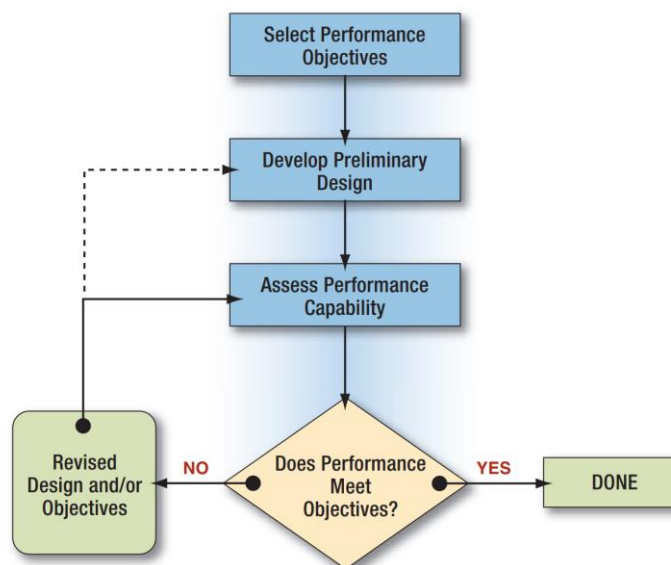 Select Performance
Objectives
Develop Preliminary
Design
Assess Performance
Capability
Revised
Design and/or
Objectives
NO
Does Performance
Meet
Objectives?
YES
DONE